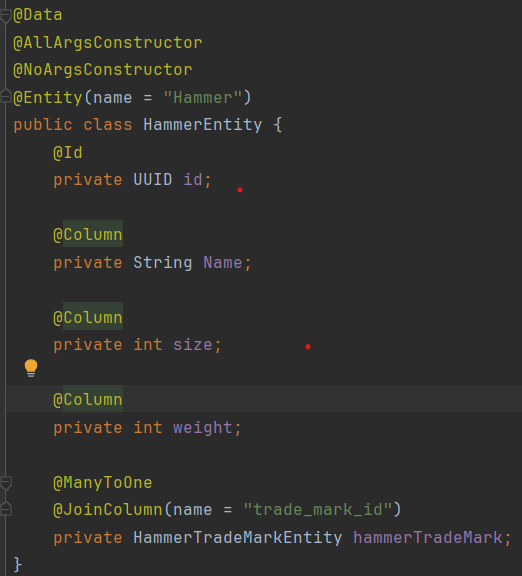 @Data
@AllArgsConstructor
@NoArgsConstructor
@Entity(name = "Hammer")
public class HammerEntity {
@Id
private UUID id;
@Column
private String Name;
@Column
private int size;
@Column
private int weight;
@ManyToOne
@JoinColumn(name = "trade_mark_id")
private HammerTradeMarkEntity hammerTradeMark;
}